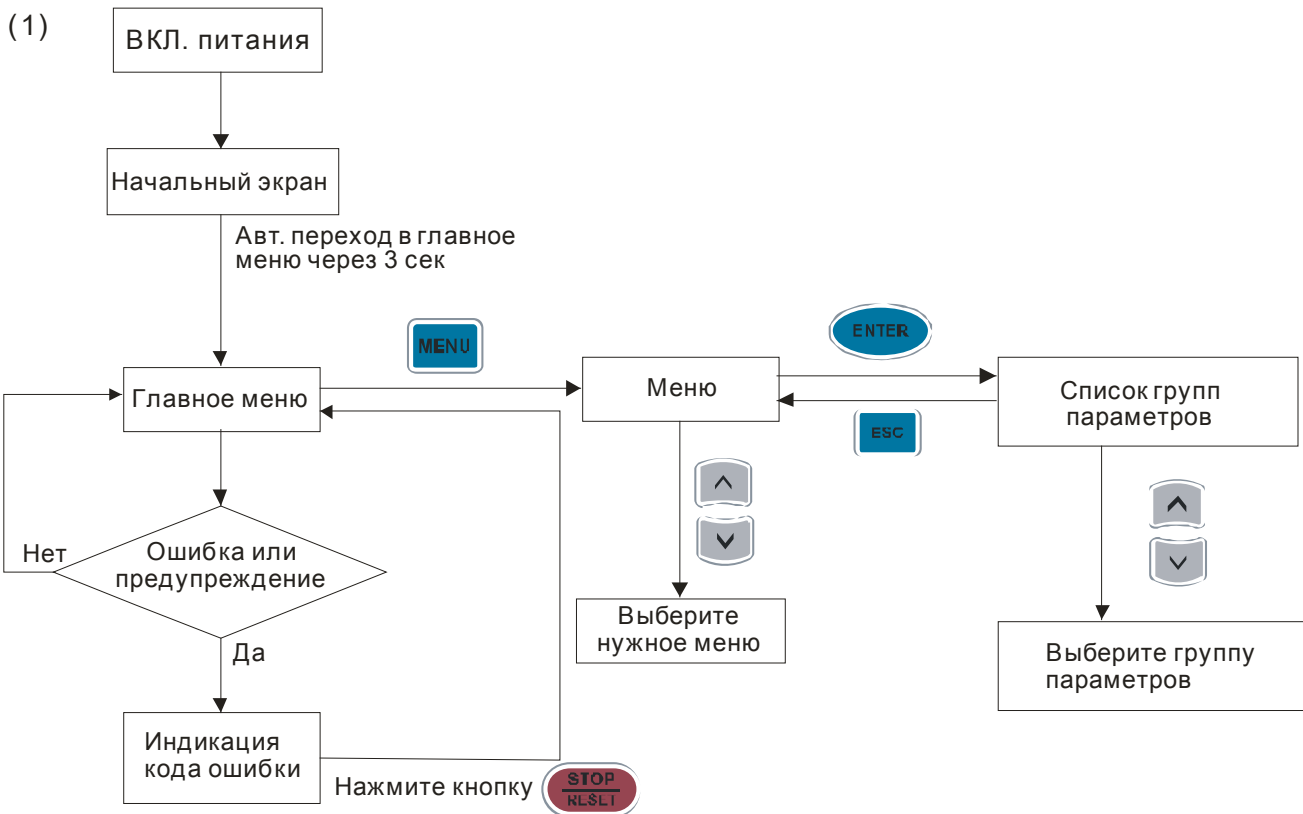 (1)
ВКЛ. питания
Начальный экран
Авт. переход в главное
меню через 3 сек
MENU
ENTER
Главное меню
Меню
Список групп
параметров
ESC
Нет
Ошибка или
предупреждение
Да
Выберите
нужное меню
Выберите группу
параметров
Индикация
кода ошибки
Нажмите кнопку
STOP
RESET